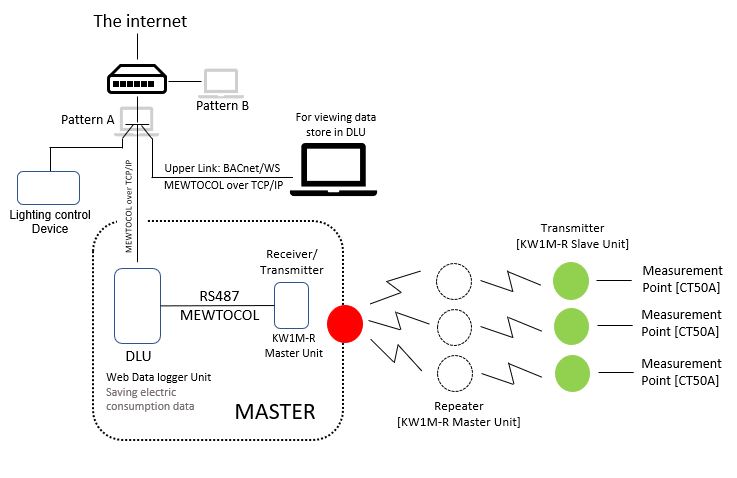 The internet
Pattern B
Pattern A
For viewing data
store in DLU
Upper Link: BACnet/WS
MEWTOCOL over TCP/IP
MEWTOCOL over TCP/IP
Lighting control
Device
Receiver/
Transmitter
RS487
MEWTOCOL
KW1M-R
Master Unit
DLU
Web Data logger Unit
Saving electric
consumption data
MASTER
Transmitter
[KW1M-R Slave Unit]
Measurement
Point [CT50A]
Measurement
Point [CT50A]
Measurement
Point [CT50A]
Repeater
[KW1M-R Master Unit]